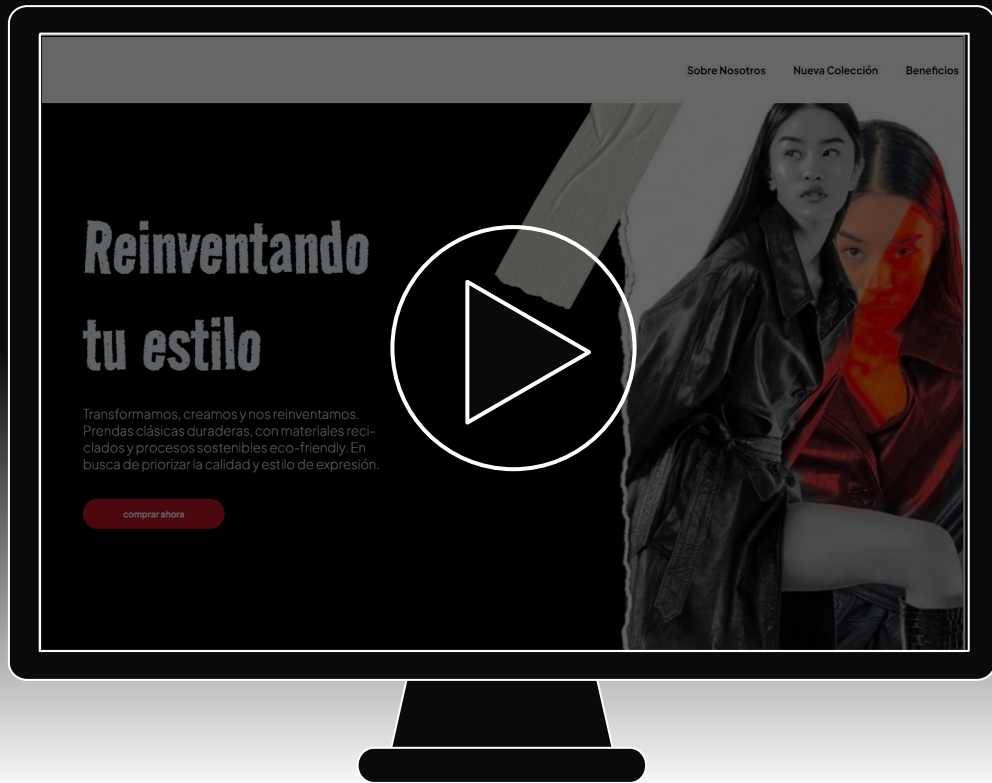 Sobre Nosotros Nueva Colección Beneficios
Reinventando
tu estilo
Transformamos, creamos y nos reinventamos.
Prendas clásicas duraderas, con materiales reci-
clados y procesos sostenibles eco-friendly. En
busca de priorizar la calidad y estilo de expresión.
comprar ahora